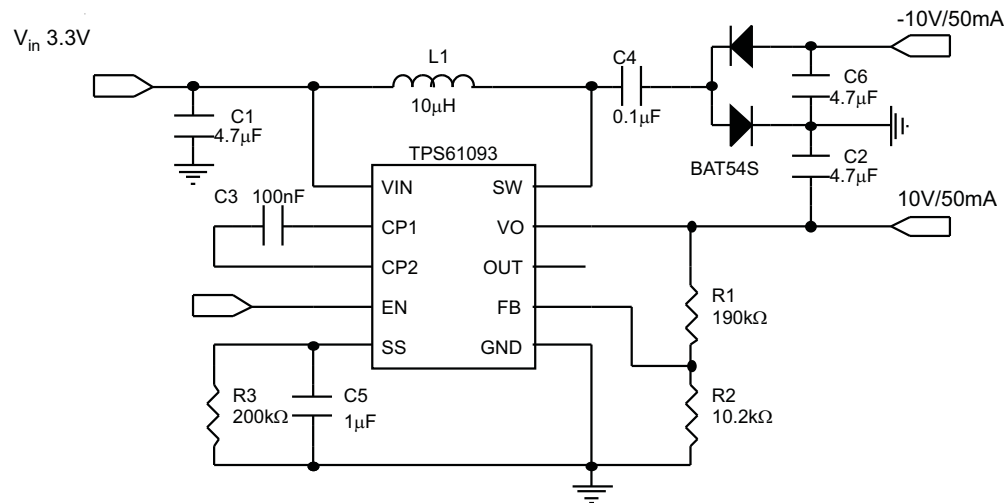 -10V/50mA
Vin 3.3V
L1
C4
C6
4.7µF
10µH
0.1µF
C1
4.7µF
TPS61093
BAT54S
C2
4.7µF
VIN
SW
C3
100nF
10V/50mA
CP1
VO
CP2
OUT
EN
FB
R1
190kΩ
SS
GND
R3
200kΩ
C5
1µF
R2
10.2kΩ